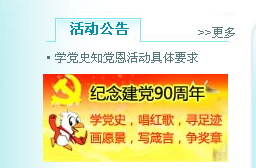 活动公告
>>更多
学党史知党恩活动具体要求
纪念建党90周年
学党史，唱红歌，寻足迹
画愿景，写箴言，争奖章